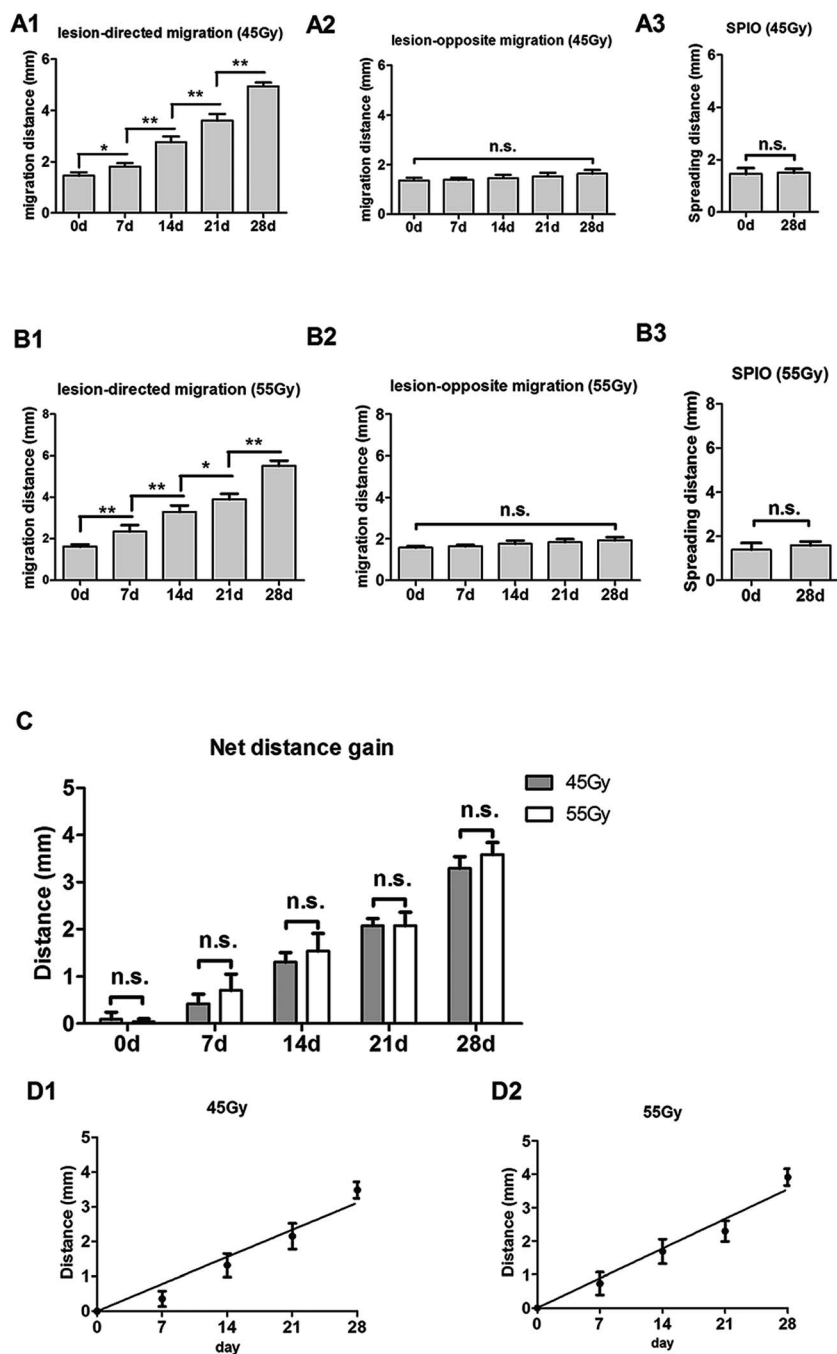 A1
lesion-directed migration (45Gy)
migration distance (mm)
6
4
2
0
*
**
**
**
0d 7d 14d 21d 28d
A2
lesion-opposite migration (45Gy)
migration distance (mm)
6
4
2
0
n.s.
0d 7d 14d 21d 28d
A3
SPIO (45Gy)
Spreading distance (mm)
6
4
2
0
n.s.
0d 28d
B1
lesion-directed migration (55Gy)
migration distance (mm)
8
6
4
2
0
**
**
*
**
0d 7d 14d 21d 28d
B2
lesion-opposite migration (55Gy)
migration distance (mm)
8
6
4
2
0
n.s.
0d 7d 14d 21d 28d
B3
SPIO (55Gy)
Spreading distance (mm)
8
6
4
2
0
n.s.
0d 28d
C
Net distance gain
45Gy
55Gy
Distance (mm)
5
4
3
2
1
0
n.s.
n.s.
n.s.
n.s.
n.s.
0d 7d 14d 21d 28d
D1
45Gy
Distance (mm)
5
4
3
2
1
0
0 7 14 21 28
day
D2
55Gy
Distance (mm)
5
4
3
2
1
0
0 7 14 21 28
day